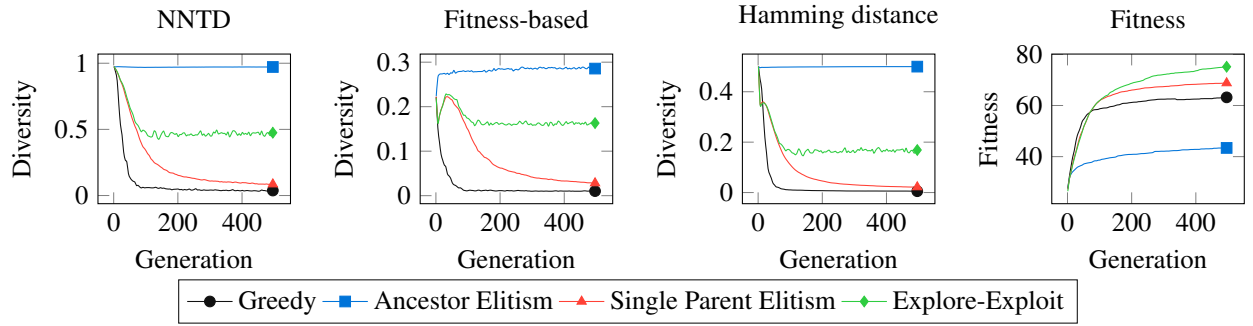 NNTD
Fitness-based
Hamming distance
Fitness
Diversity
1
0.5
0
0 200 400
Generation
Diversity
0.3
0.2
0.1
0
0 200 400
Generation
Diversity
0.4
0.2
0
0 200 400
Generation
Fitness
80
60
40
0 200 400
Generation
Greedy Ancestor Elitism Single Parent Elitism Explore-Exploit